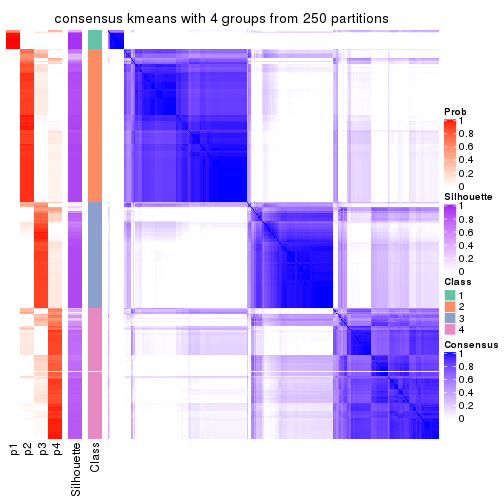 consensus kmeans with 4 groups from 250 partitions
Prob
1
0.8
0.6
0.4
0.2
0
Silhouette
1
0.8
0.6
0.4
0.2
0
Class
1
2
3
4
Consensus
1
0.8
0.6
0.4
0.2
0
p1
p2
p3
p4
Silhouette
Class